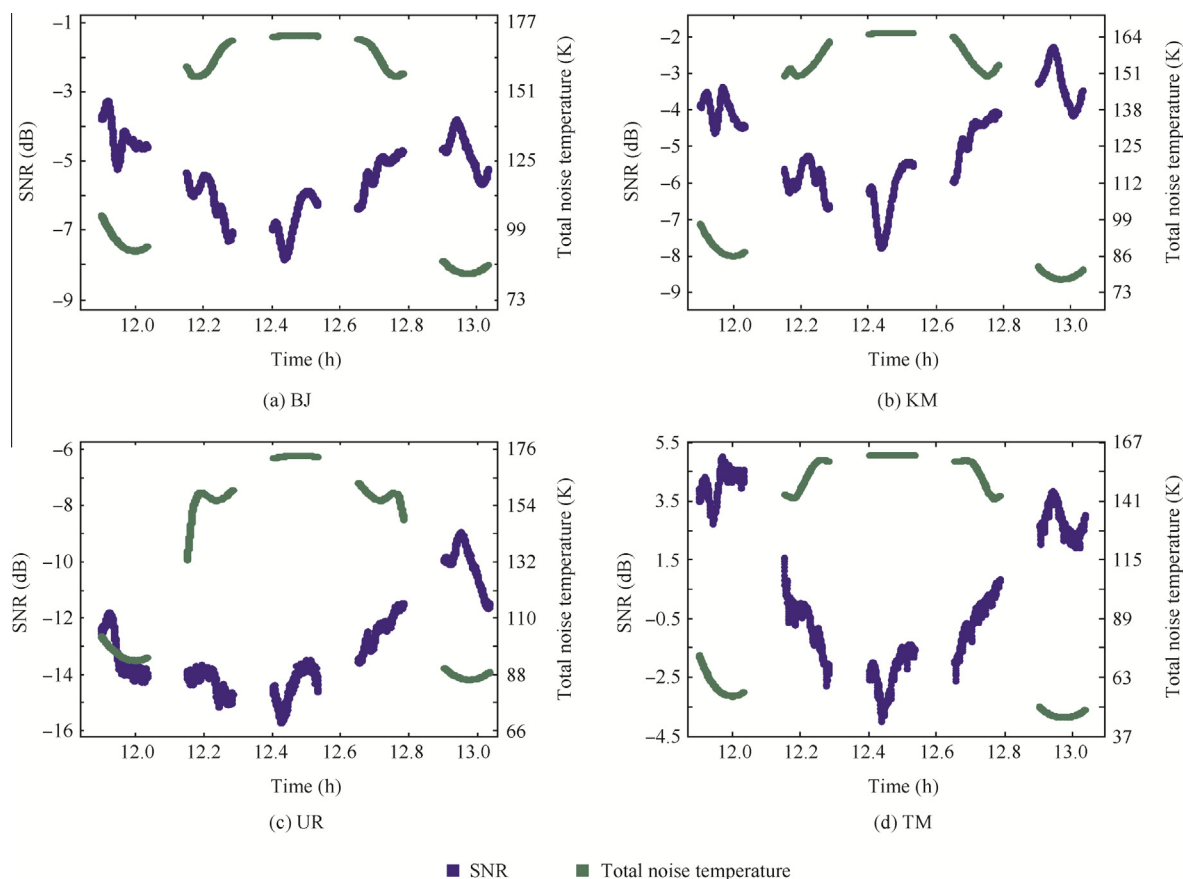 −1
−3
−5
−7
−9
SNR (dB)
177
151
125
99
73
Total noise temperature (K)
12.0 12.2 12.4 12.6 12.8 13.0
Time (h)
(a) BJ
−2
−3
−4
−5
−6
−7
−8
−9
SNR (dB)
164
151
138
125
112
99
86
73
Total noise temperature (K)
12.0 12.2 12.4 12.6 12.8 13.0
Time (h)
(b) KM
−6
−8
−10
−12
−14
−16
SNR (dB)
176
154
132
110
88
66
Total noise temperature (K)
12.0 12.2 12.4 12.6 12.8 13.0
Time (h)
(c) UR
5.5
3.5
1.5
−0.5
−2.5
−4.5
SNR (dB)
167
141
115
89
63
37
Total noise temperature (K)
12.0 12.2 12.4 12.6 12.8 13.0
Time (h)
(d) TM
SNR Total noise temperature